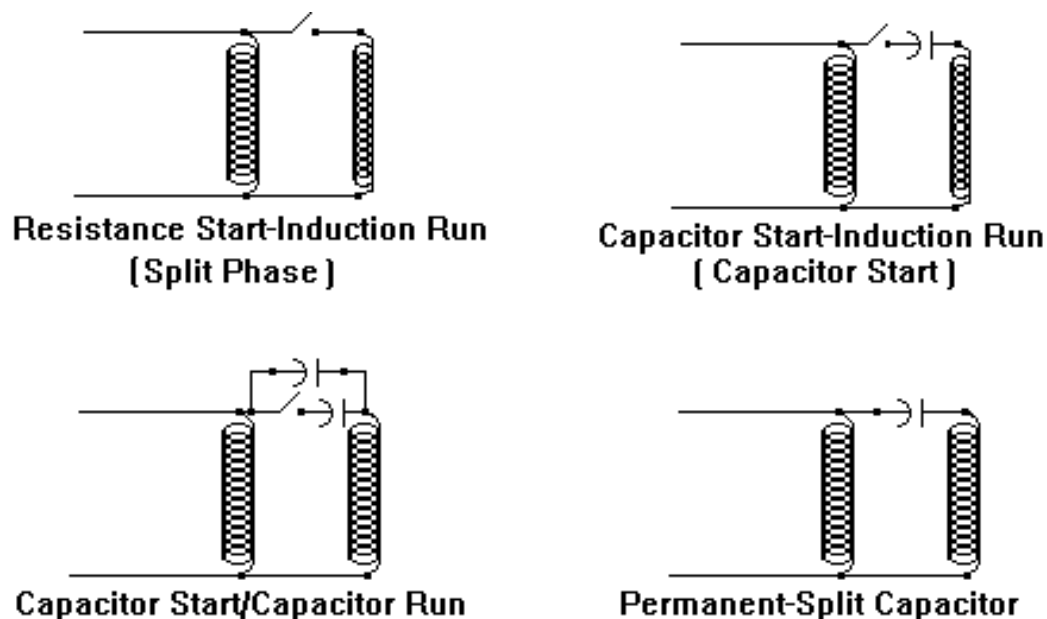 Resistance Start-Induction Run
(Split Phase)
Capacitor Start-Induction Run
( Capacitor Start )
Capacitor Start/Capacitor Run
Permanent-Split Capacitor